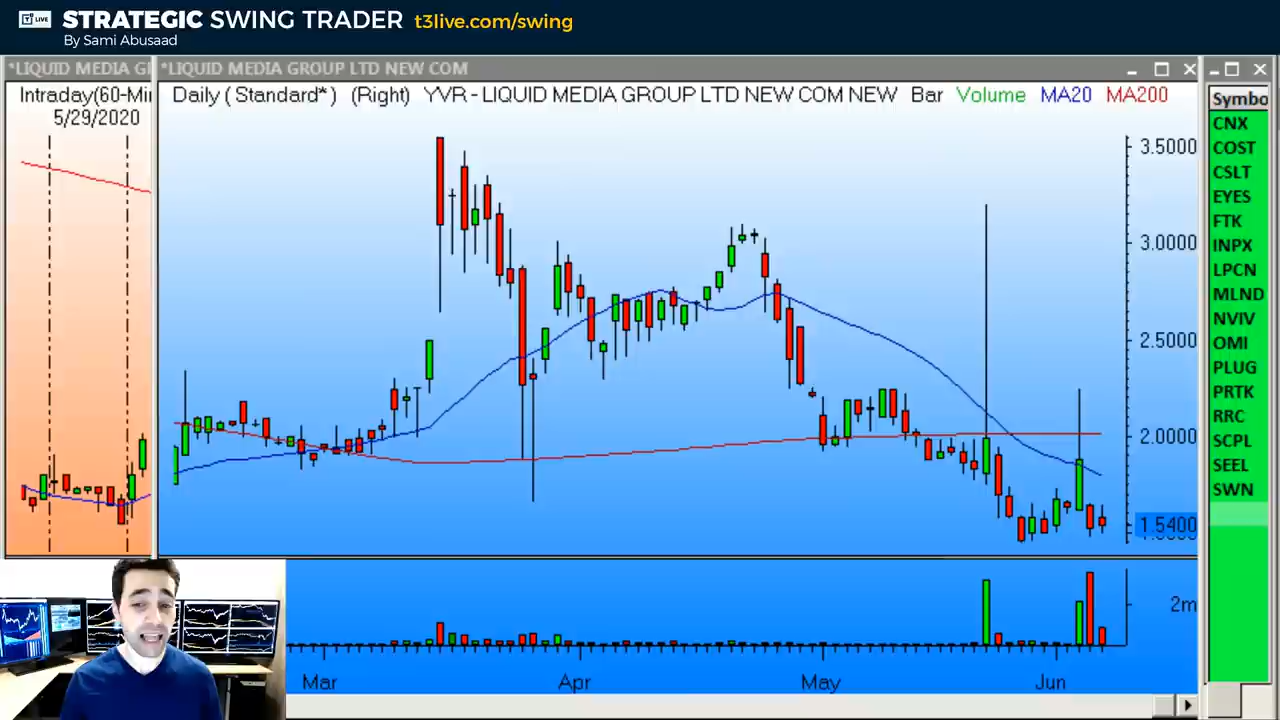 T3 LIVE STRATEGIC SWING TRADER t3live.com/swing
By Sami Abusaad
*LIQUID MEDIA GI
*LIQUID MEDIA GROUP LTD NEW COM
Intraday(60-Min
5/29/2020
Daily ( Standard* ) (Right) YVR - LIQUID MEDIA GROUP LTD NEW COM NEW Bar Volume MA20 MA200
3.5000
3.0000
2.5000
2.0000
1.5400
2m
Mar Apr May Jun
Symbo
CNX
COST
CSLT
EYES
FTK
INPX
LPCN
MLND
NVIV
OMI
PLUG
PRTK
RRC
SCPL
SEEL
SWN